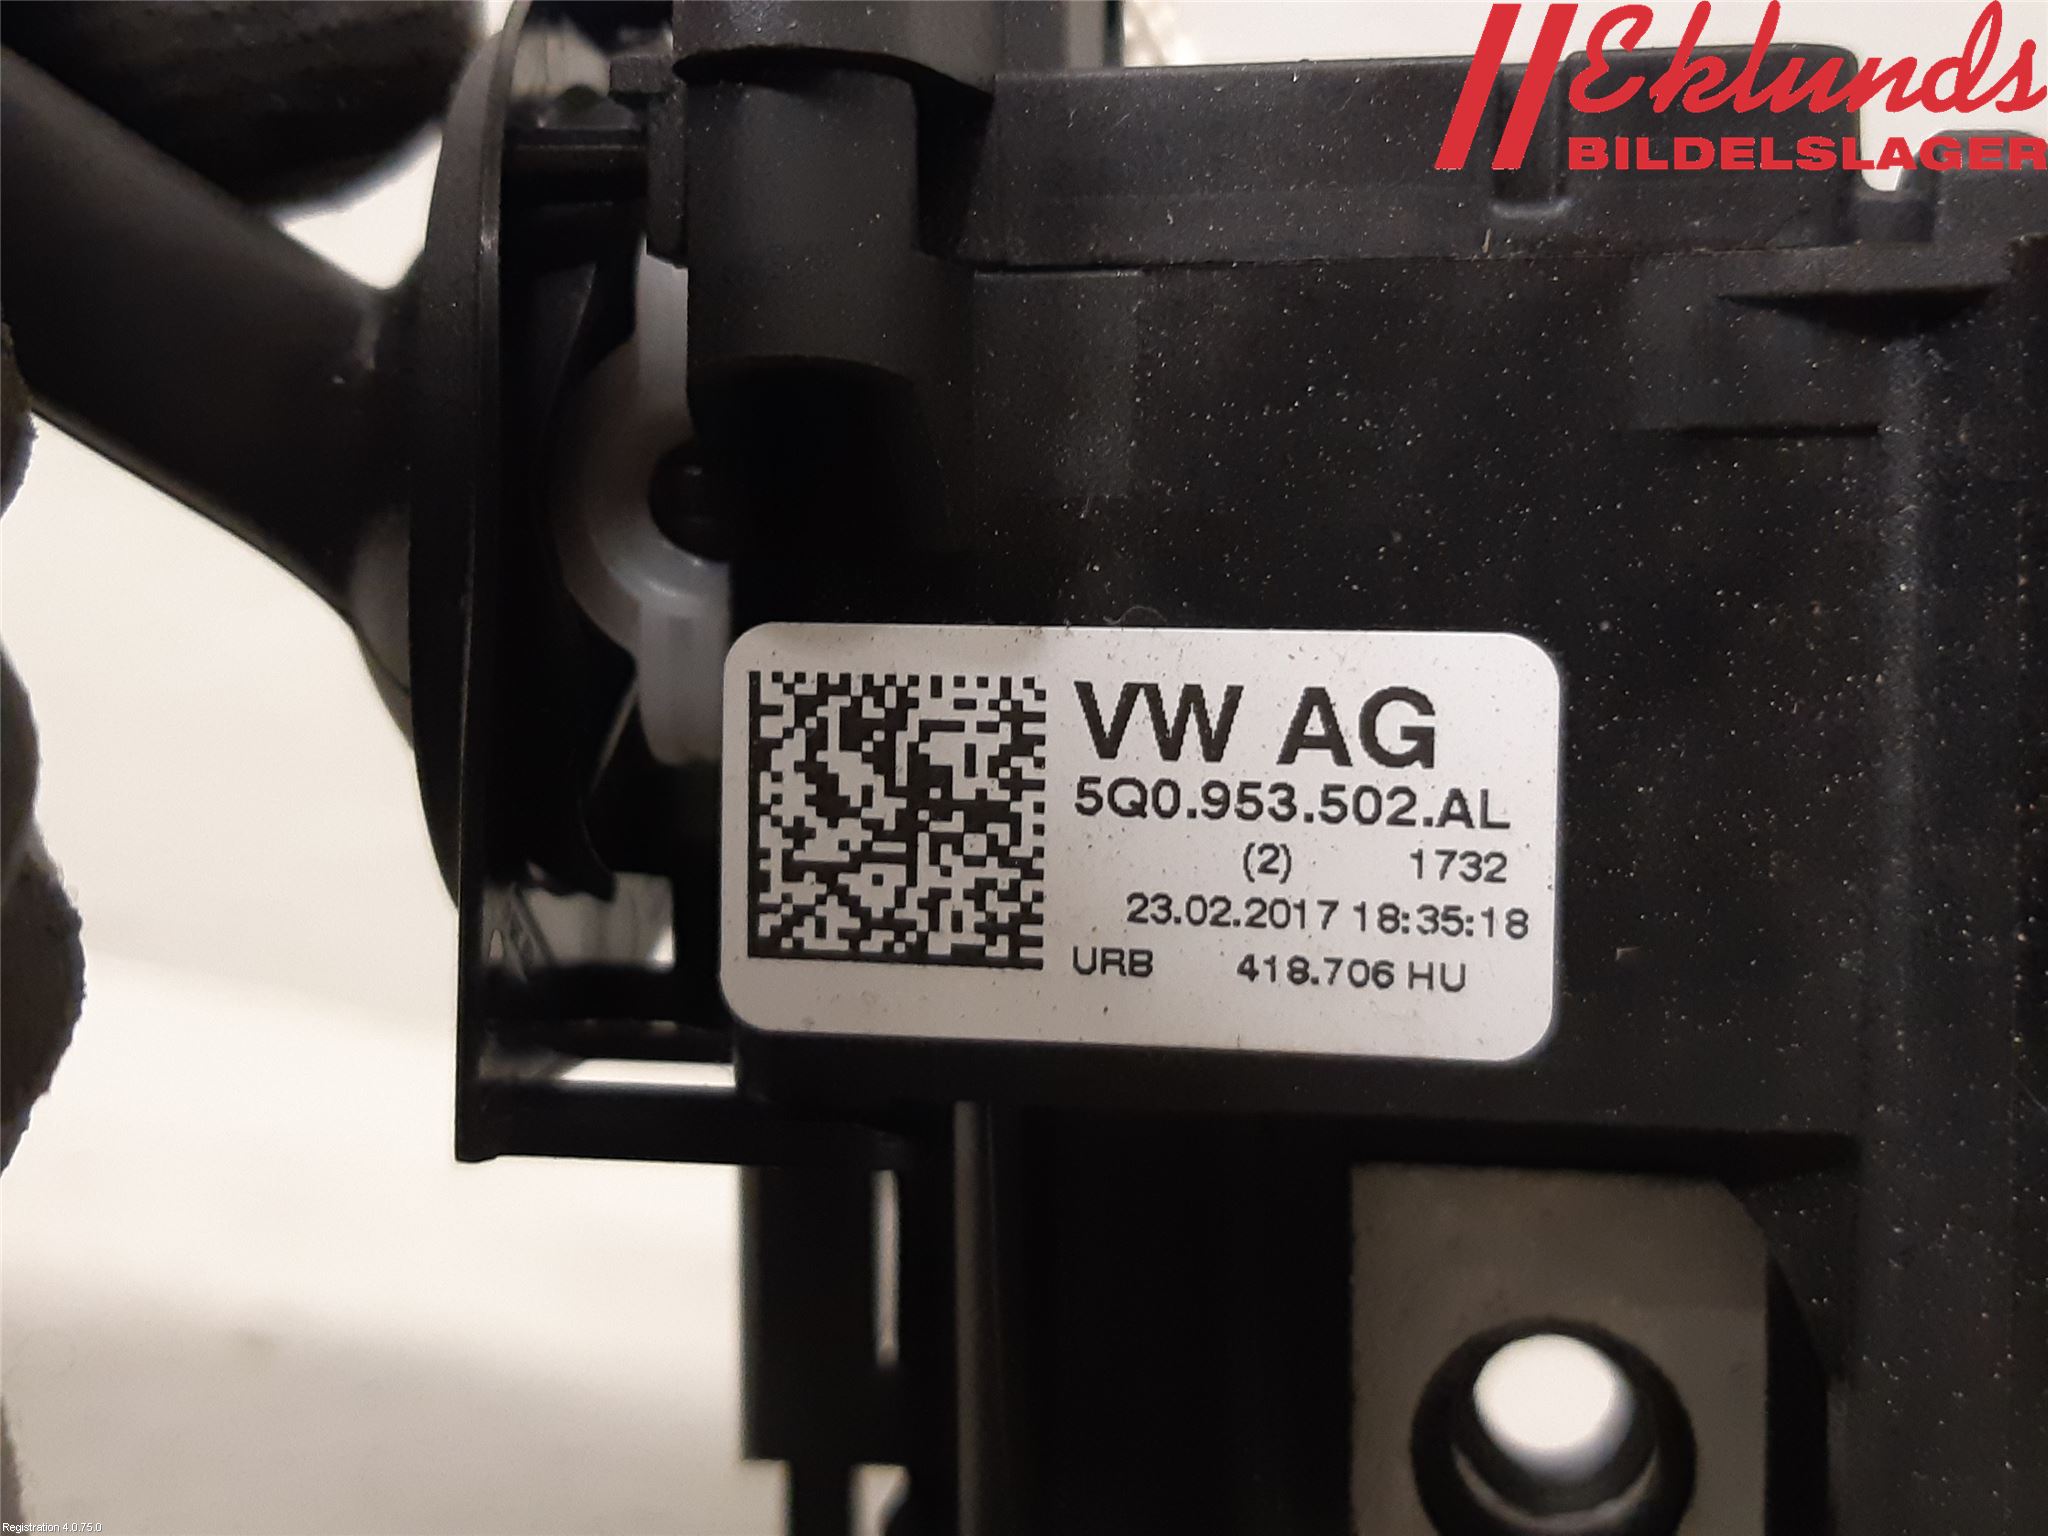 Eklunds
BILDELSLAGER
VW AG
5Q0.953.502.AL
(2) 1732
23.02.2017 18:35:18
URB 418.706 HU
Registration 4.0.75.0